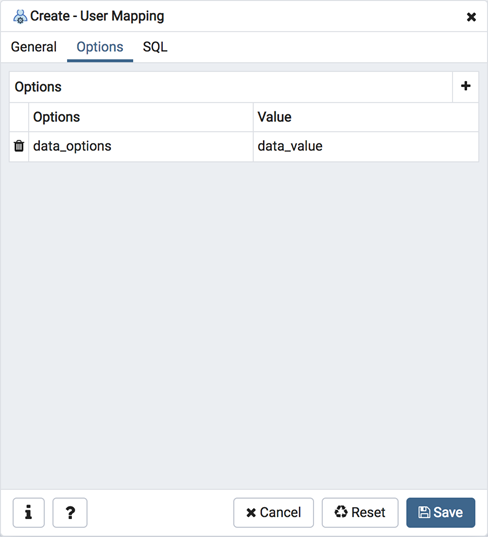 Create - User Mapping
General Options SQL
Options
Options Value
data_options data_value
Cancel Reset Save